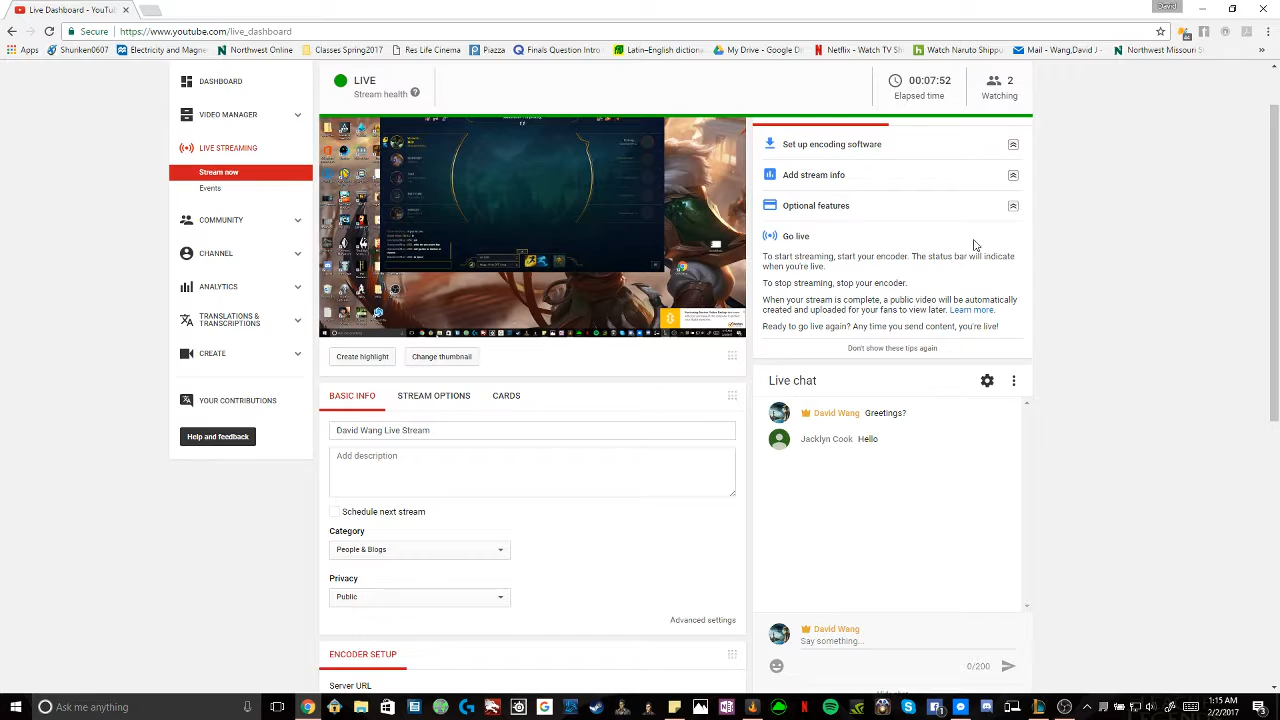 Live Dashboard - YouTu
David
Secure
https://www.youtube.com/live_dashboard
Apps
Shunken0607
Electricity and Magne
Northwest Online
Classes Spring2017
Res Life Cinema
Piazza
Finals Question Intro
Latin–English diction
My Drive - Google Dri
Netflix - Watch TV Sh
Watch Naruto Shippu
Mail - Wang,David J -
Northwest Missouri S
DASHBOARD
VIDEO MANAGER
LIVE STREAMING
Stream now
Events
COMMUNITY
CHANNEL
ANALYTICS
TRANSLATIONS &
TRANSCRIPTIONS
CREATE
YOUR CONTRIBUTIONS
Help and feedback
LIVE
Stream health
00:07:52
Elapsed time
2
Watching
Create highlight
Change thumbnail
BASIC INFO
STREAM OPTIONS
CARDS
David Wang Live Stream
Add description
Schedule next stream
Category
People & Blogs
Privacy
Public
Advanced settings
ENCODER SETUP
Server URL
Set up encoding software
Add stream info
Optional features
Go live
To start streaming, start your encoder. The status bar will indicate
when you're live.
To stop streaming, stop your encoder.
When your stream is complete, a public video will be automatically
created and uploaded for your fans to view later. Learn more.
Ready to go live again? Any time you send content, you're live!
Don't show these tips again
Live chat
David Wang Greetings?
Jacklyn Cook Hello
David Wang
Say something...
0/200
Ask me anything
1:15 AM
2/2/2017